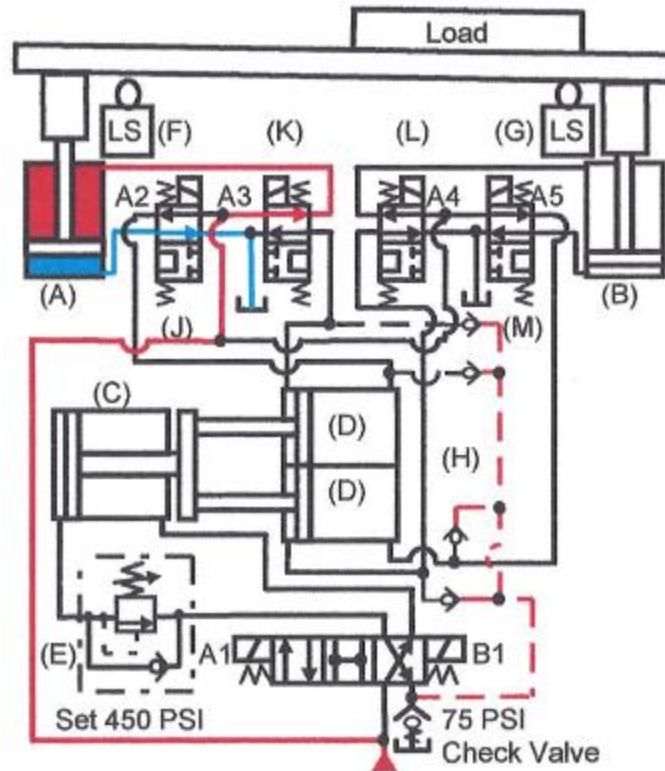 Load
LS (F) (K) (L) (G) LS
A2 A3 A4 A5
(A) (B)
(J) (M)
(C)
(D)
(H)
(D)
(E) A1 B1
Set 450 PSI 75 PSI
Check Valve